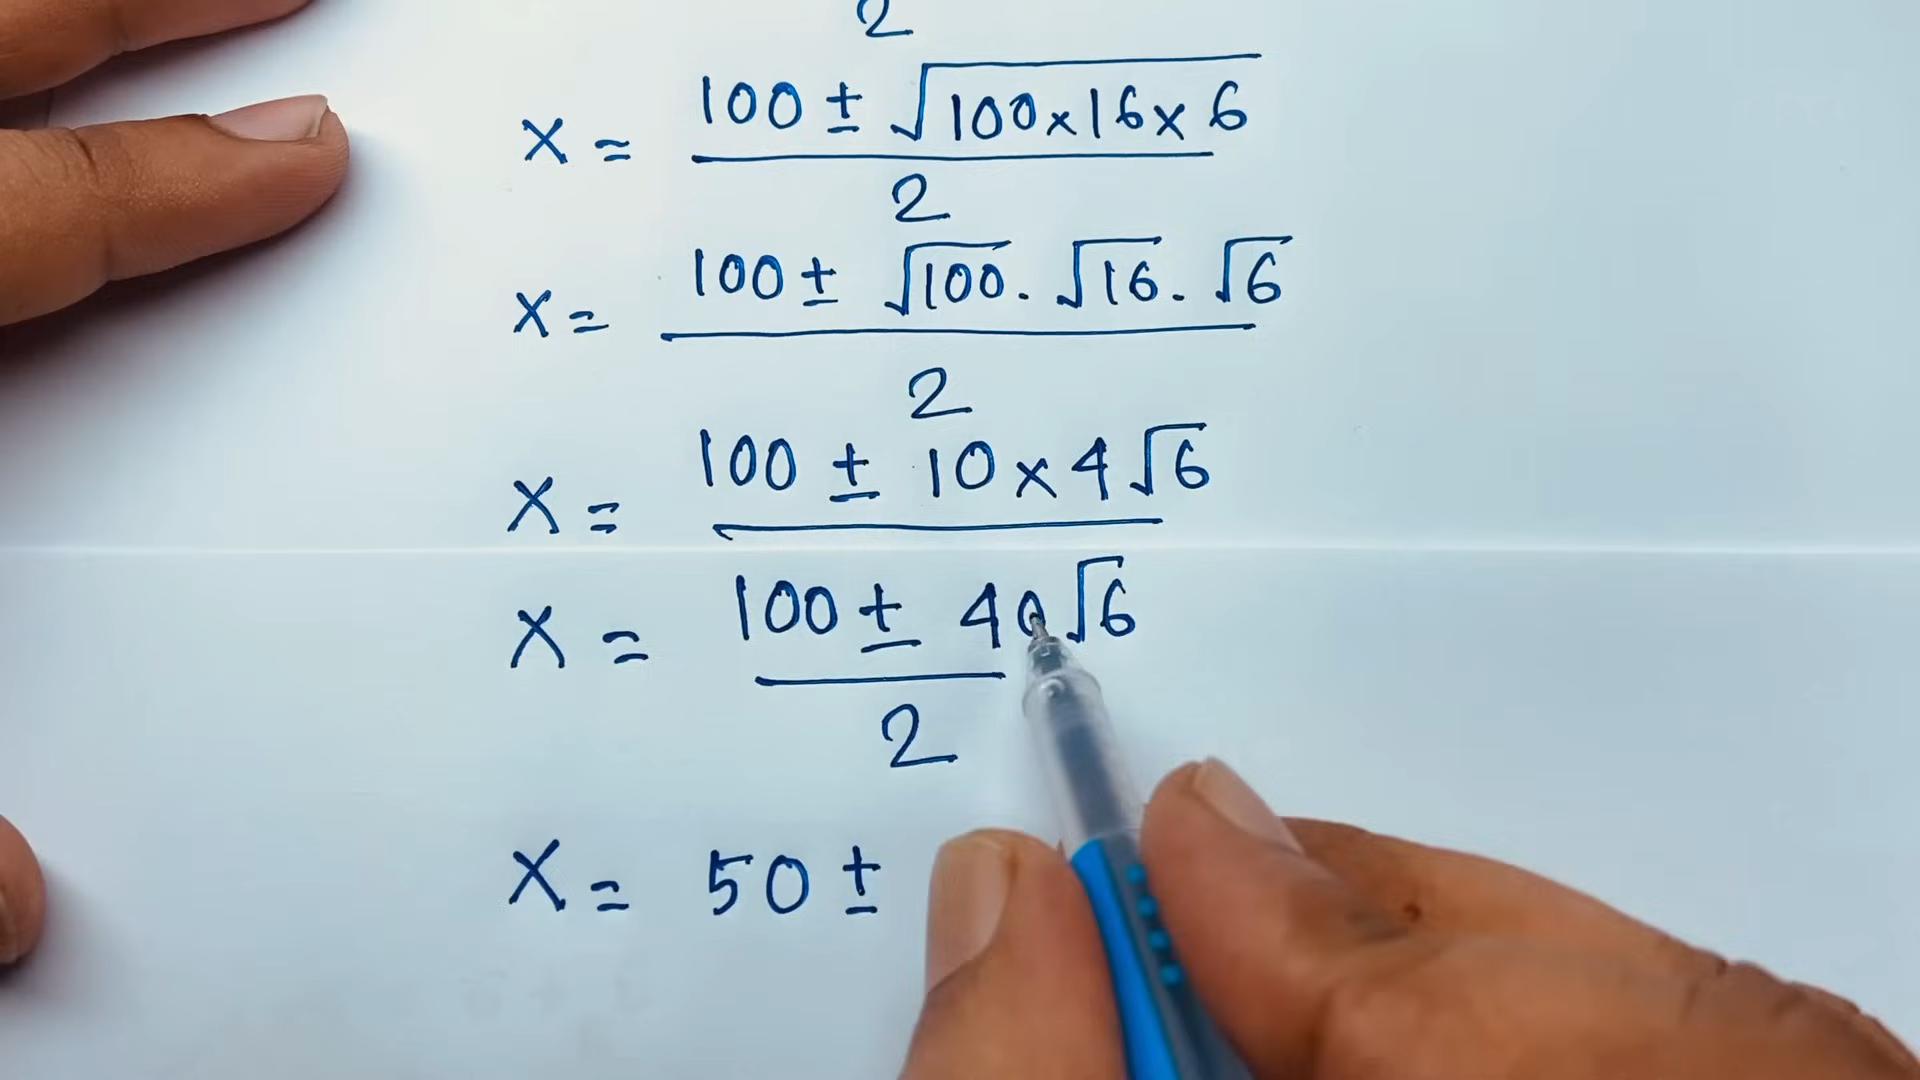 2
100 ± √100×16×6
x =
2
100 ± √100 . √16 . √6
x =
2
100 ± 10 × 4√6
x =
100 ± 40√6
x =
2
x = 50 ±